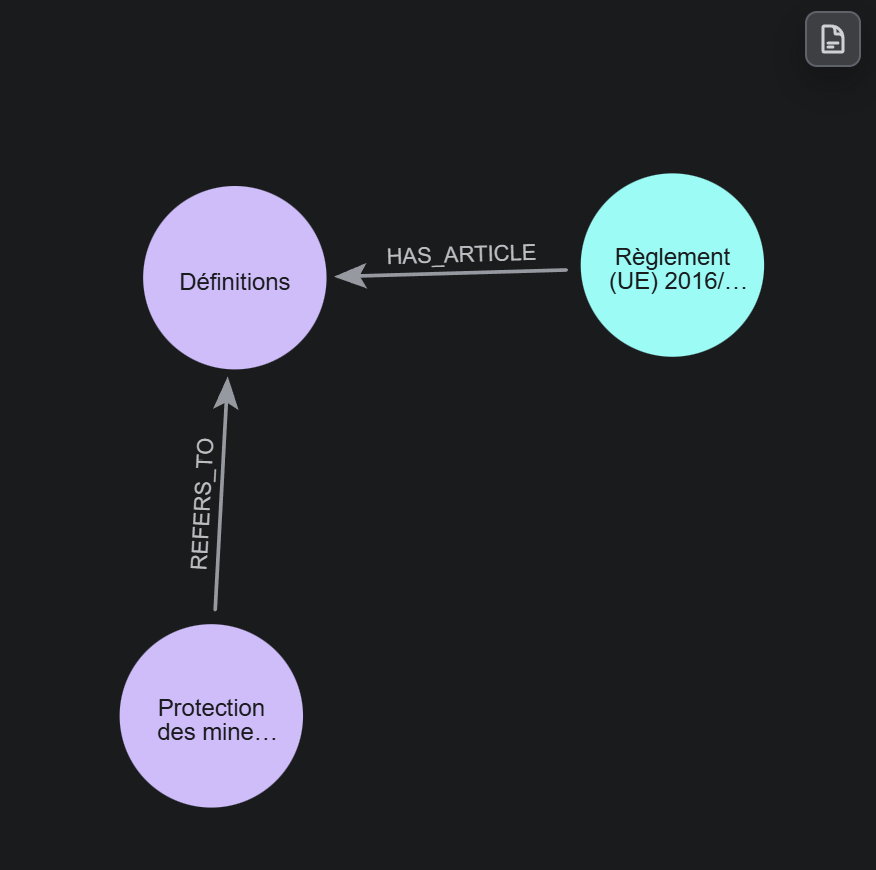 HAS_ARTICLE
Définitions
Règlement
(UE) 2016/…
REFERS_TO
Protection
des mine…